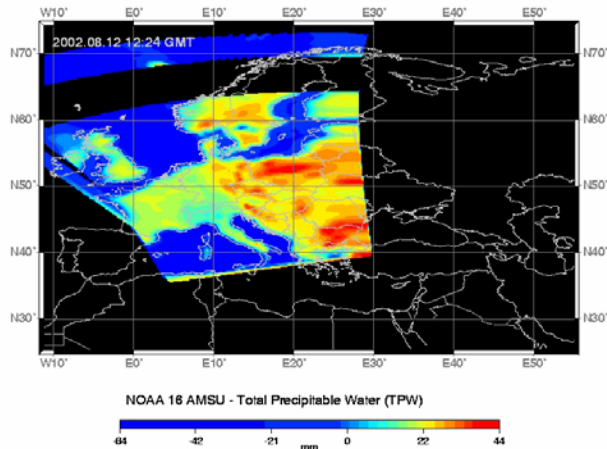 W10° E0° E10° E20° E30° E40° E50°
2002.08.12 12:24 GMT
N70° N70°
N60° N60°
N50° N50°
N40° N40°
N30° N30°
W10° E0° E10° E20° E30° E40° E50°
NOAA 16 AMSU - Total Precipitable Water (TPW)
-64 -42 -21 0 22 44
mm